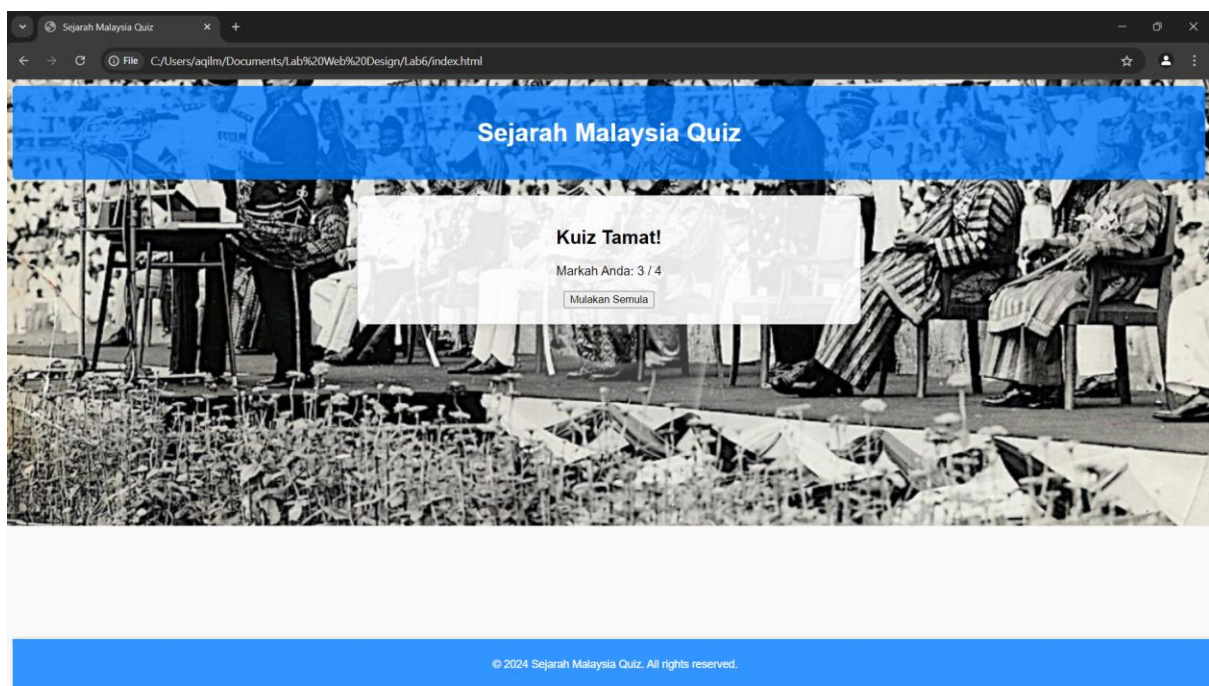 Sejarah Malaysia Quiz
File
C:/Users/aqilm/Documents/Lab%20Web%20Design/Lab6/index.html
Sejarah Malaysia Quiz
Kuiz Tamat!
Markah Anda: 3 / 4
Mulakan Semula
© 2024 Sejarah Malaysia Quiz. All rights reserved.